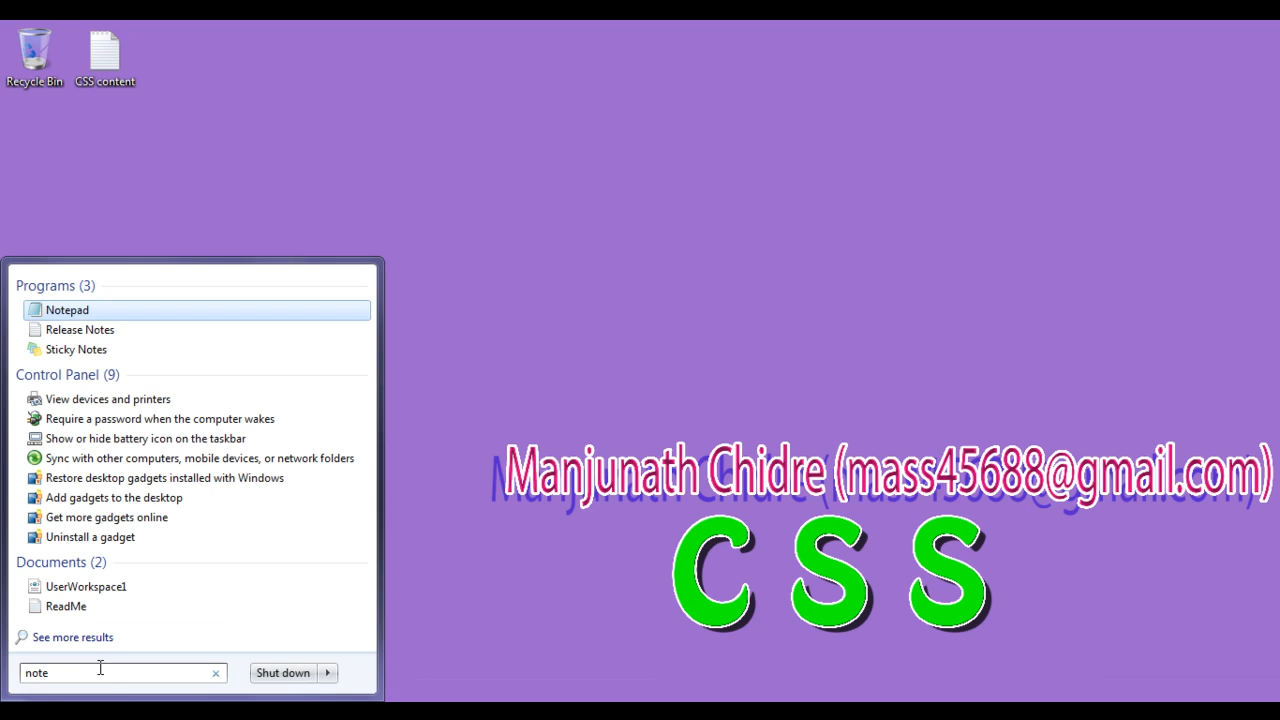 Recycle Bin
CSS content
Programs (3)
Notepad
Release Notes
Sticky Notes
Control Panel (9)
View devices and printers
Require a password when the computer wakes
Show or hide battery icon on the taskbar
Sync with other computers, mobile devices, or network folders
Restore desktop gadgets installed with Windows
Add gadgets to the desktop
Get more gadgets online
Uninstall a gadget
Documents (2)
UserWorkspace1
ReadMe
See more results
note
Shut down
Manjunath Chidre (mass45688@gmail.com)
CSS